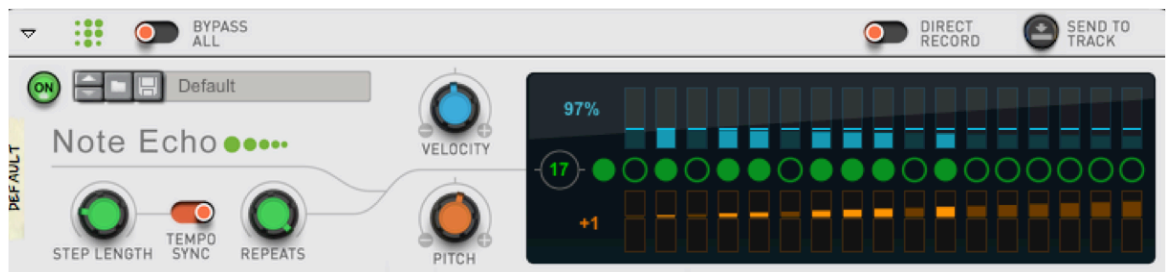 BYPASS
ALL
DIRECT
RECORD
SEND TO
TRACK
ON
Default
97%
Note Echo
VELOCITY
DEFAULT
17
+1
STEP LENGTH
TEMPO
SYNC
REPEATS
PITCH